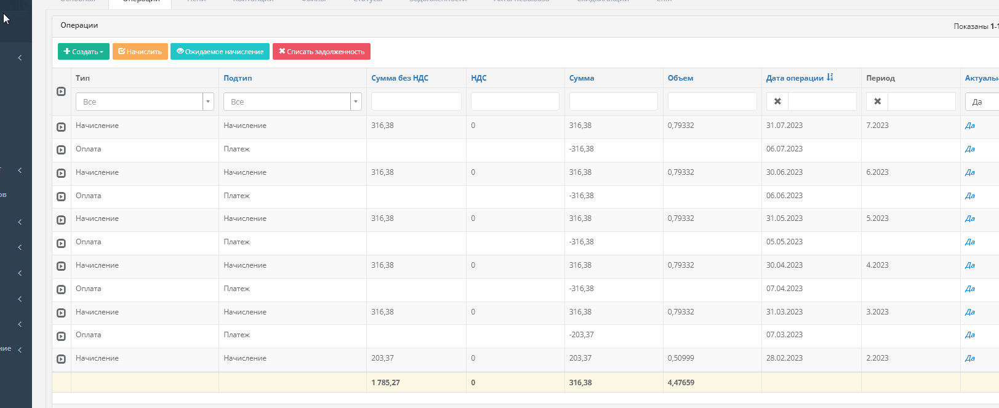 Операции
Показаны 1-1
Создать Начислить Ожидаемое начисление Списать задолженность
Тип Подтип Сумма без НДС НДС Сумма Объем Дата операции Период Актуальн
Все Все Да
Начисление Начисление 316,38 0 316,38 0,79332 31.07.2023 7.2023 Да
Оплата Платеж -316,38 06.07.2023 Да
Начисление Начисление 316,38 0 316,38 0,79332 30.06.2023 6.2023 Да
Оплата Платеж -316,38 06.06.2023 Да
Начисление Начисление 316,38 0 316,38 0,79332 31.05.2023 5.2023 Да
Оплата Платеж -316,38 05.05.2023 Да
Начисление Начисление 316,38 0 316,38 0,79332 30.04.2023 4.2023 Да
Оплата Платеж -316,38 07.04.2023 Да
Начисление Начисление 316,38 0 316,38 0,79332 31.03.2023 3.2023 Да
Оплата Платеж -203,37 07.03.2023 Да
Начисление Начисление 203,37 0 203,37 0,50999 28.02.2023 2.2023 Да
1 785,27 0 316,38 4,47659